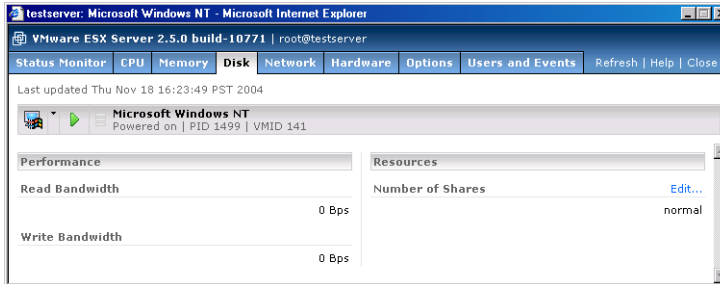 testserver: Microsoft Windows NT - Microsoft Internet Explorer
VMware ESX Server 2.5.0 build-10771 | root@testserver
Status Monitor CPU Memory Disk Network Hardware Options Users and Events Refresh | Help | Close
Last updated Thu Nov 18 16:23:49 PST 2004
Microsoft Windows NT
Powered on | PID 1499 | VMID 141
Performance
Read Bandwidth
0 Bps
Write Bandwidth
0 Bps
Resources
Number of Shares Edit...
normal